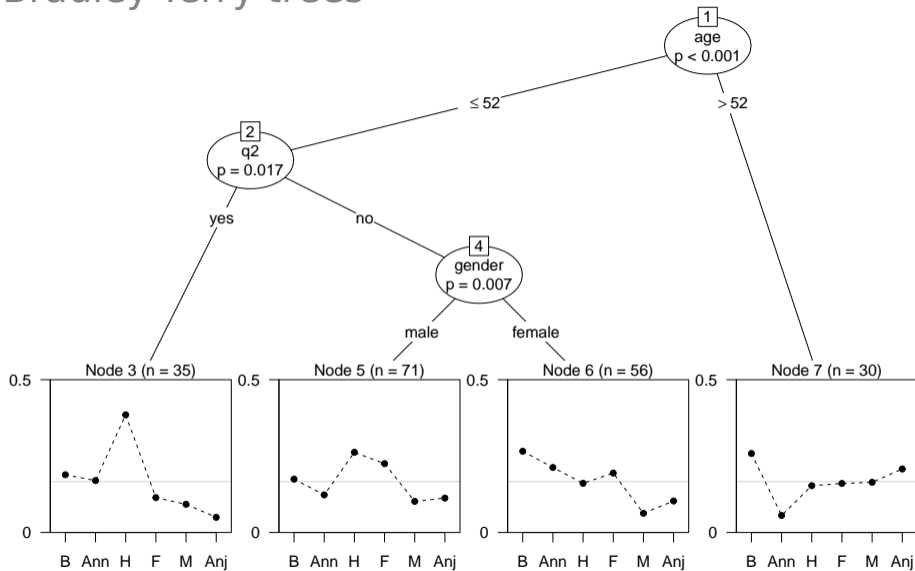 Bradley-Terry trees
1
age
p < 0.001
≤ 52
> 52
2
q2
p = 0.017
yes
no
4
gender
p = 0.007
male
female
Node 3 (n = 35)
0.5
0
B Ann H F M Anj
Node 5 (n = 71)
0.5
0
B Ann H F M Anj
Node 6 (n = 56)
0.5
0
B Ann H F M Anj
Node 7 (n = 30)
0.5
0
B Ann H F M Anj